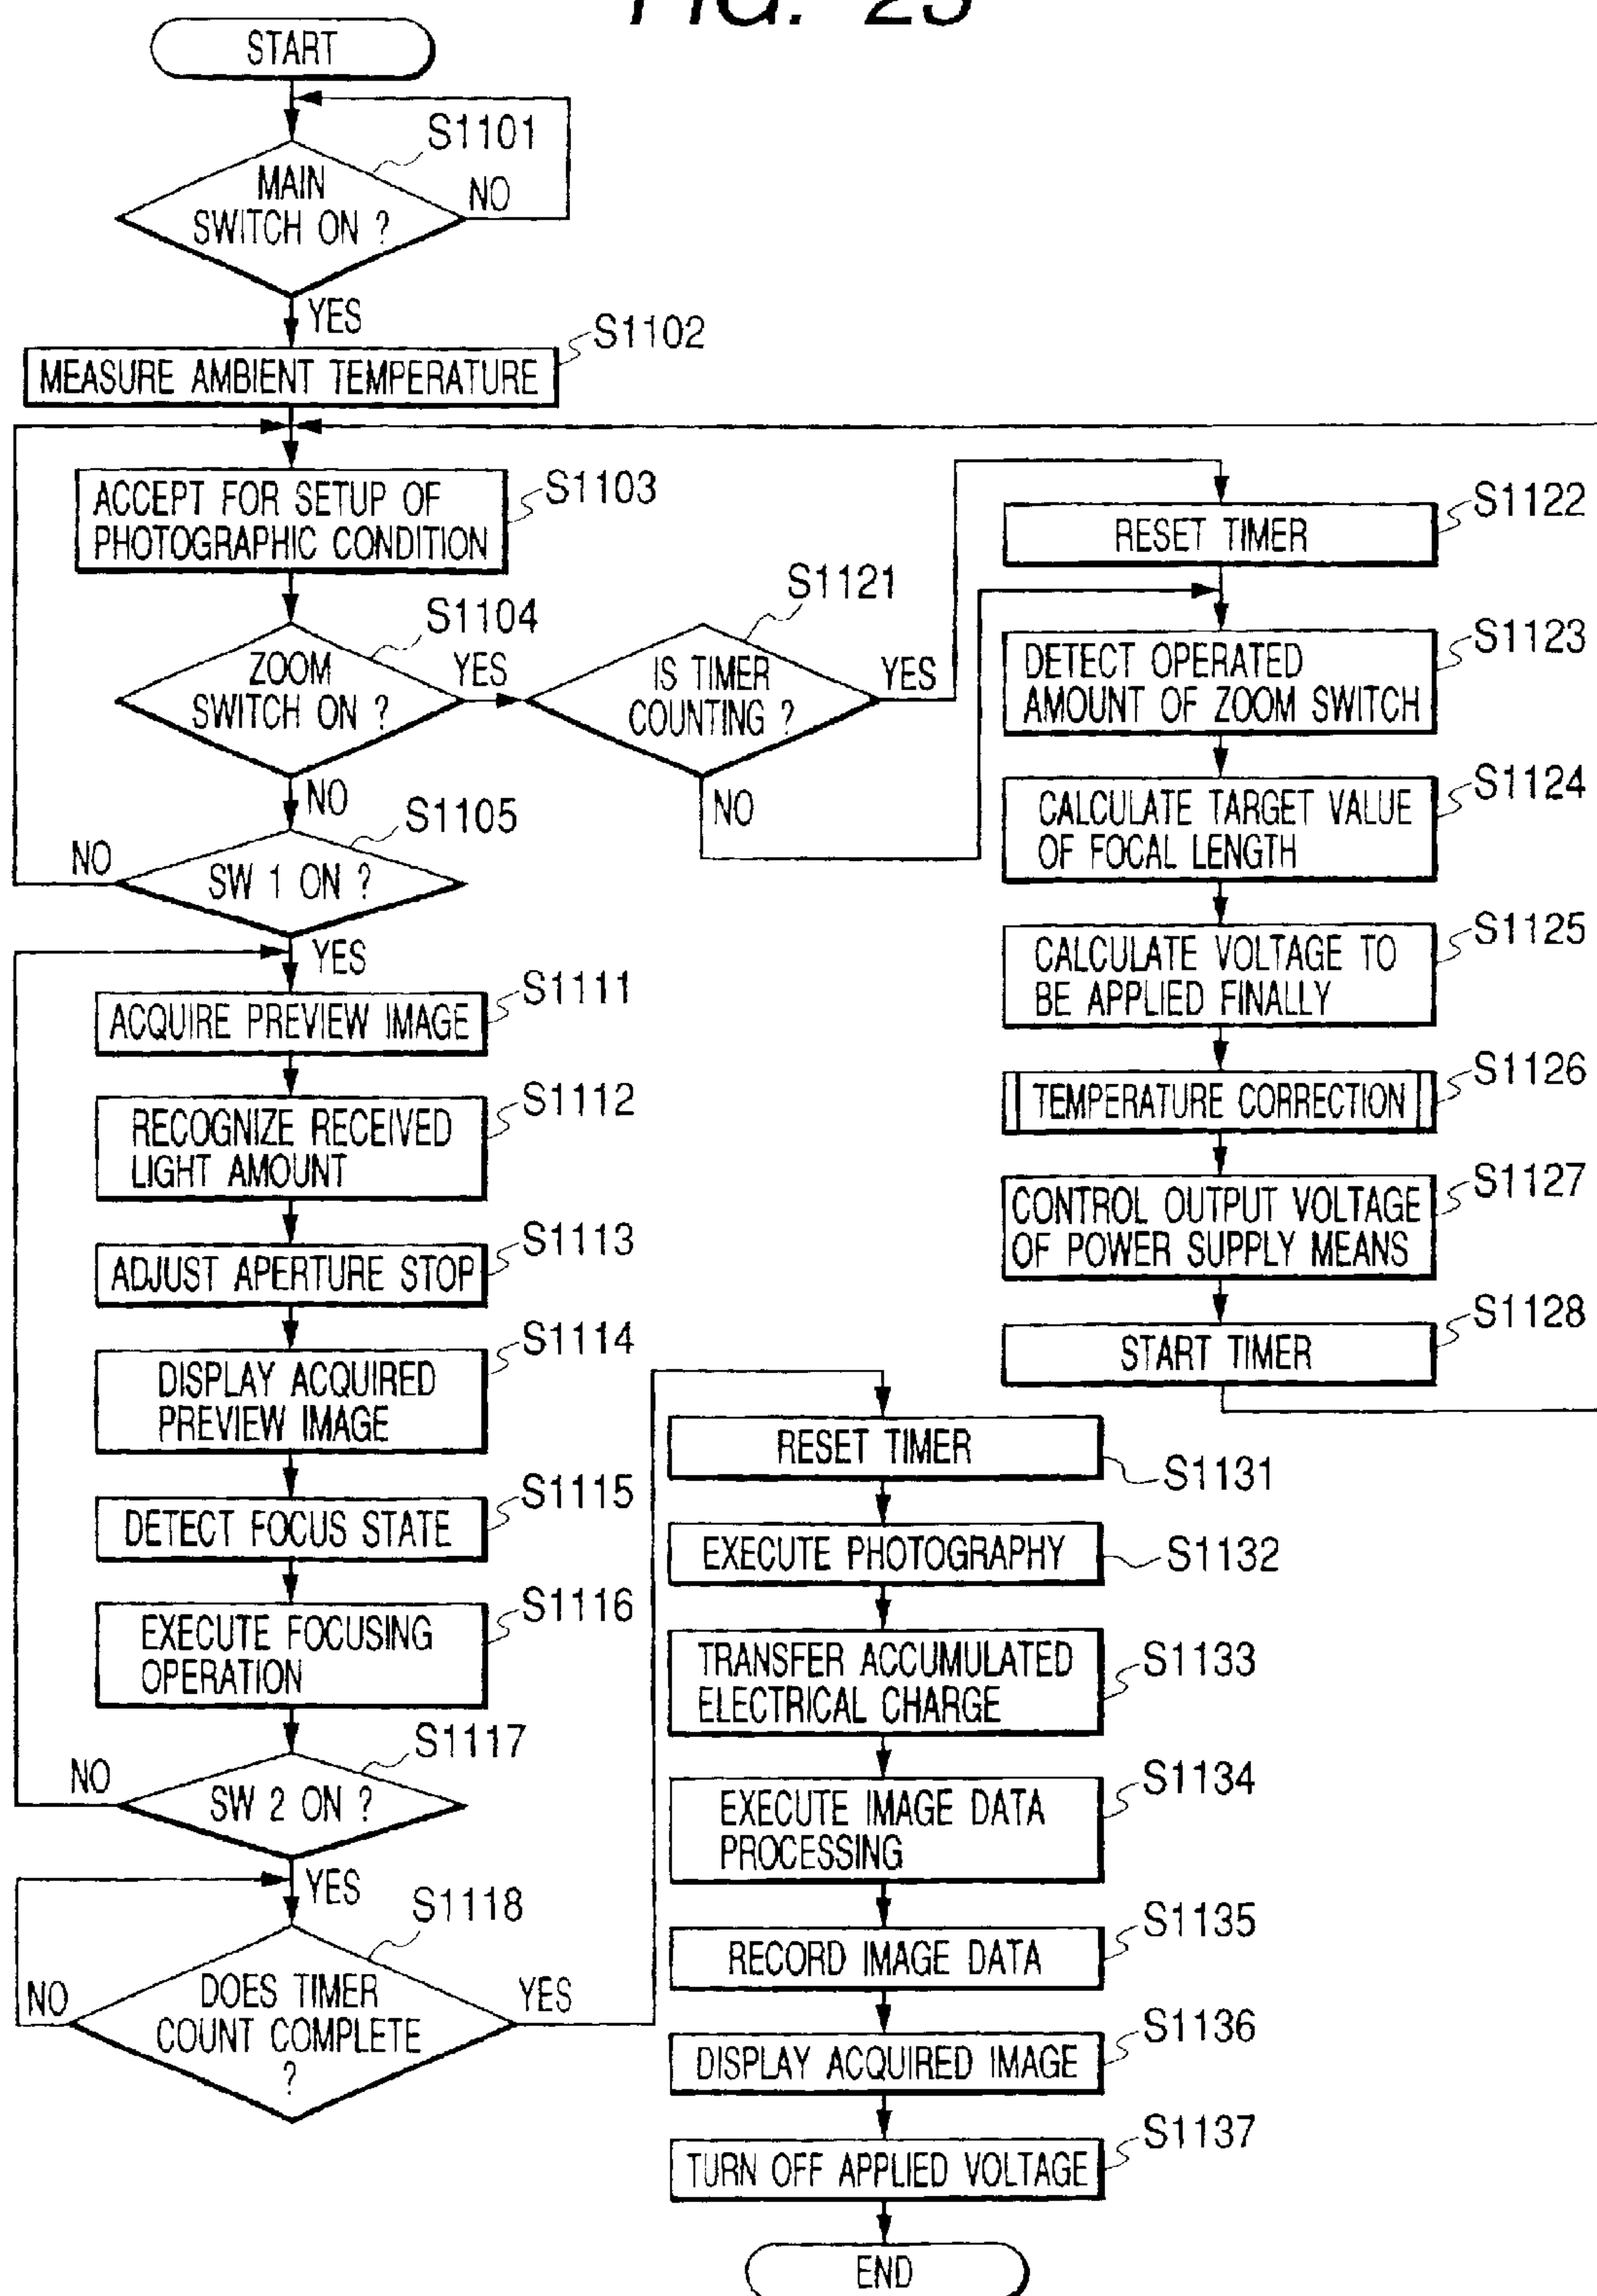 FIG. 25
START
S1101
MAIN
SWITCH ON ?
NO
YES
S1102
MEASURE AMBIENT TEMPERATURE
S1103
ACCEPT FOR SETUP OF
PHOTOGRAPHIC CONDITION
S1104
ZOOM
SWITCH ON ?
YES
NO
S1105
SW 1 ON ?
NO
YES
S1111
ACQUIRE PREVIEW IMAGE
S1112
RECOGNIZE RECEIVED
LIGHT AMOUNT
S1113
ADJUST APERTURE STOP
S1114
DISPLAY ACQUIRED
PREVIEW IMAGE
S1115
DETECT FOCUS STATE
S1116
EXECUTE FOCUSING
OPERATION
S1117
SW 2 ON ?
NO
YES
S1118
DOES TIMER
COUNT COMPLETE
?
NO
YES
S1121
IS TIMER
COUNTING ?
YES
NO
S1122
RESET TIMER
S1123
DETECT OPERATED
AMOUNT OF ZOOM SWITCH
S1124
CALCULATE TARGET VALUE
OF FOCAL LENGTH
S1125
CALCULATE VOLTAGE TO
BE APPLIED FINALLY
S1126
TEMPERATURE CORRECTION
S1127
CONTROL OUTPUT VOLTAGE
OF POWER SUPPLY MEANS
S1128
START TIMER
RESET TIMER
S1131
EXECUTE PHOTOGRAPHY
S1132
TRANSFER ACCUMULATED
ELECTRICAL CHARGE
S1133
EXECUTE IMAGE DATA
PROCESSING
S1134
RECORD IMAGE DATA
S1135
DISPLAY ACQUIRED IMAGE
S1136
TURN OFF APPLIED VOLTAGE
S1137
END